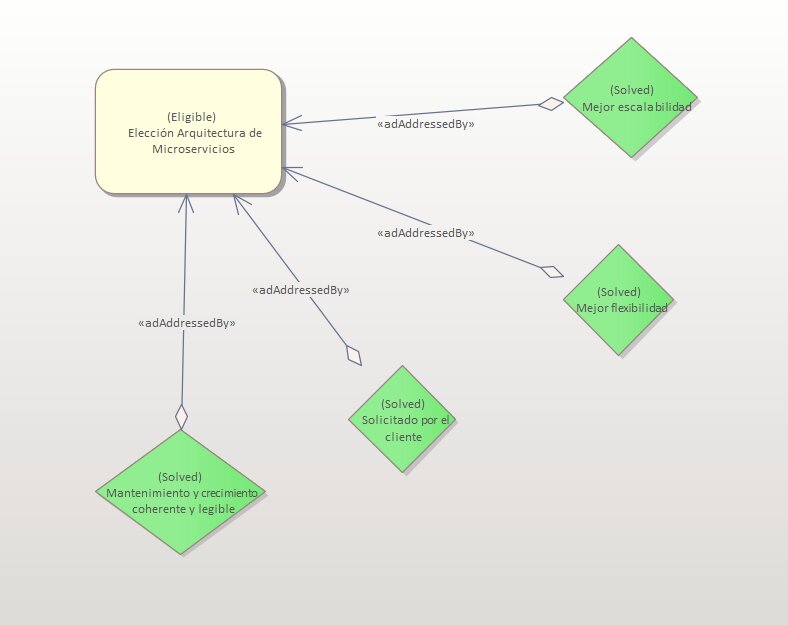 (Eligible)
Elección Arquitectura de
Microservicios
(Solved)
Mejor escalabilidad
«adAddressedBy»
«adAddressedBy»
(Solved)
Mejor flexibilidad
«adAddressedBy»
«adAddressedBy»
(Solved)
Solicitado por el
cliente
(Solved)
Mantenimiento y crecimiento
coherente y legible